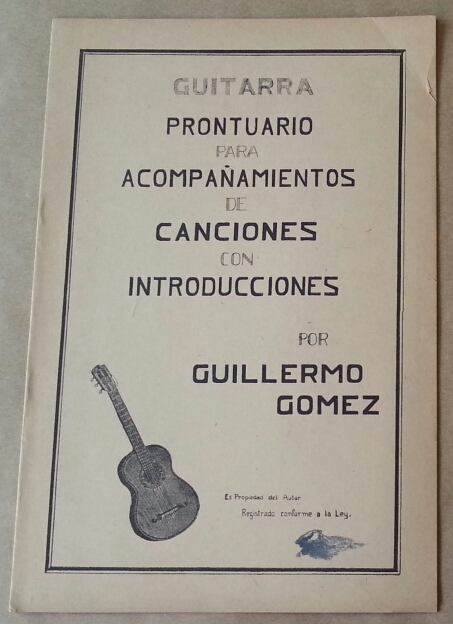 GUITARRA
PRONTUARIO
PARA
ACOMPAÑAMIENTOS
DE
CANCIONES
CON
INTRODUCCIONES
POR
GUILLERMO
GOMEZ
Es Propiedad del Autor
Registrado conforme a la Ley.